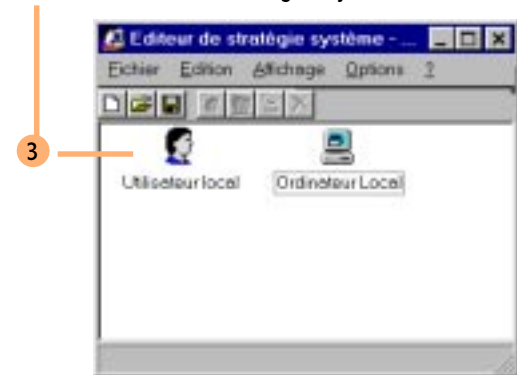 Editeur de stratégie système - ...
Fichier Edition Affichage Options ?
3
Utilisateur local Ordinateur Local